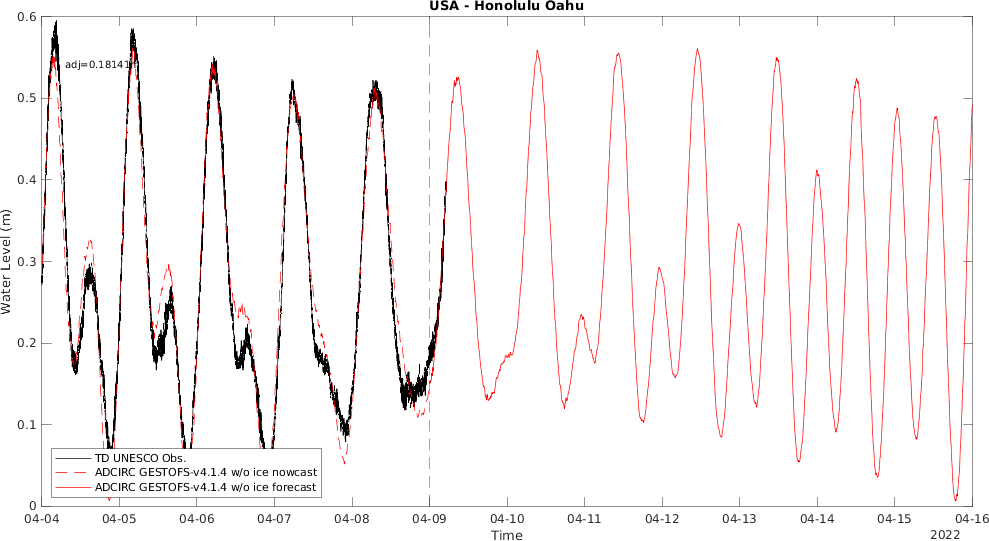 USA - Honolulu Oahu
0.6
0.5
0.4
0.3
0.2
0.1
0
Water Level (m)
adj=0.18141
TD UNESCO Obs.
ADCIRC GESTOFS-v4.1.4 w/o ice nowcast
ADCIRC GESTOFS-v4.1.4 w/o ice forecast
04-04 04-05 04-06 04-07 04-08 04-09 04-10 04-11 04-12 04-13 04-14 04-15 04-16
Time
2022